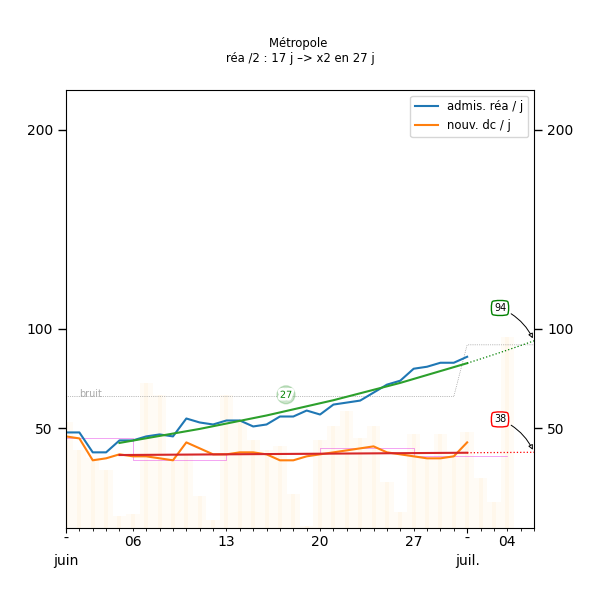 Métropole
réa /2 : 17 j –> x2 en 27 j
admis. réa / j
nouv. dc / j
200
200
100
100
50
50
94
38
bruit
27
-
06
13
20
27
-
04
juin
juil.